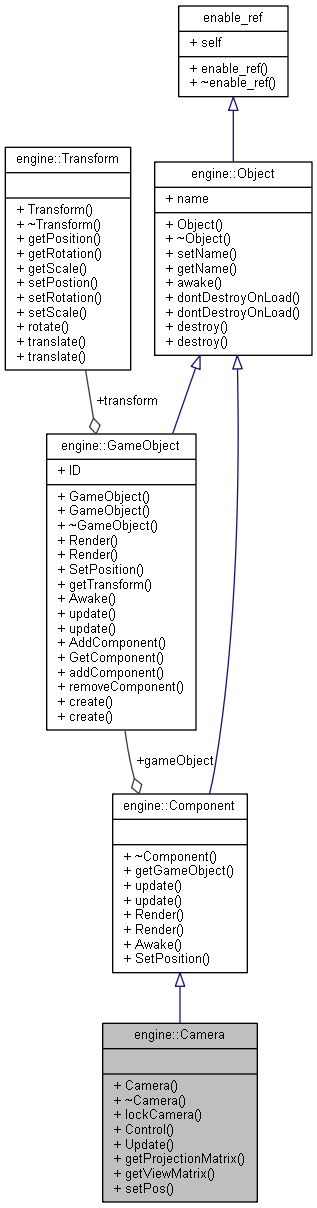 enable_ref
+ self
+ enable_ref()
+ ~enable_ref()
engine::Transform
+ Transform()
+ ~Transform()
+ getPosition()
+ getRotation()
+ getScale()
+ setPostion()
+ setRotation()
+ setScale()
+ rotate()
+ translate()
+ translate()
engine::Object
+ name
+ Object()
+ ~Object()
+ setName()
+ getName()
+ awake()
+ dontDestroyOnLoad()
+ dontDestroyOnLoad()
+ destroy()
+ destroy()
+transform
engine::GameObject
+ ID
+ GameObject()
+ GameObject()
+ ~GameObject()
+ Render()
+ Render()
+ SetPosition()
+ getTransform()
+ Awake()
+ update()
+ update()
+ AddComponent()
+ GetComponent()
+ addComponent()
+ removeComponent()
+ create()
+ create()
+gameObject
engine::Component
+ ~Component()
+ getGameObject()
+ update()
+ update()
+ Render()
+ Render()
+ Awake()
+ SetPosition()
engine::Camera
+ Camera()
+ ~Camera()
+ lockCamera()
+ Control()
+ Update()
+ getProjectionMatrix()
+ getViewMatrix()
+ setPos()